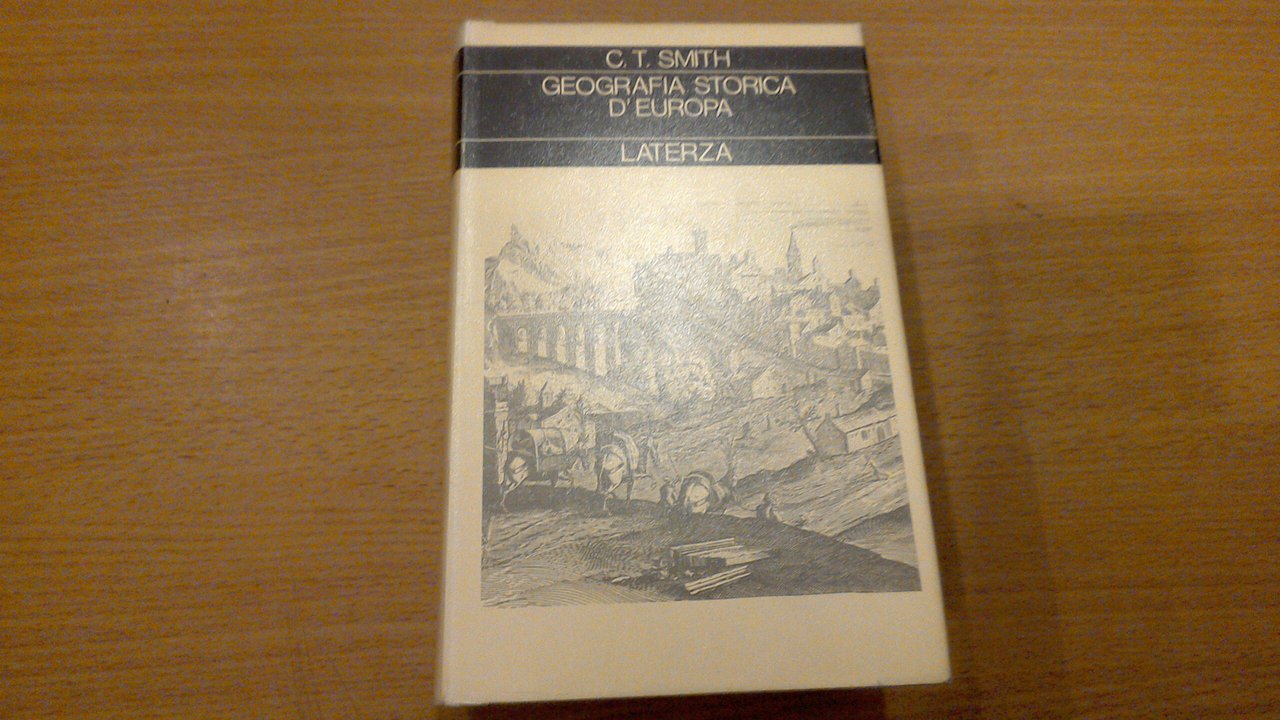 C. T. SMITH
GEOGRAFIA STORICA
D'EUROPA
LATERZA